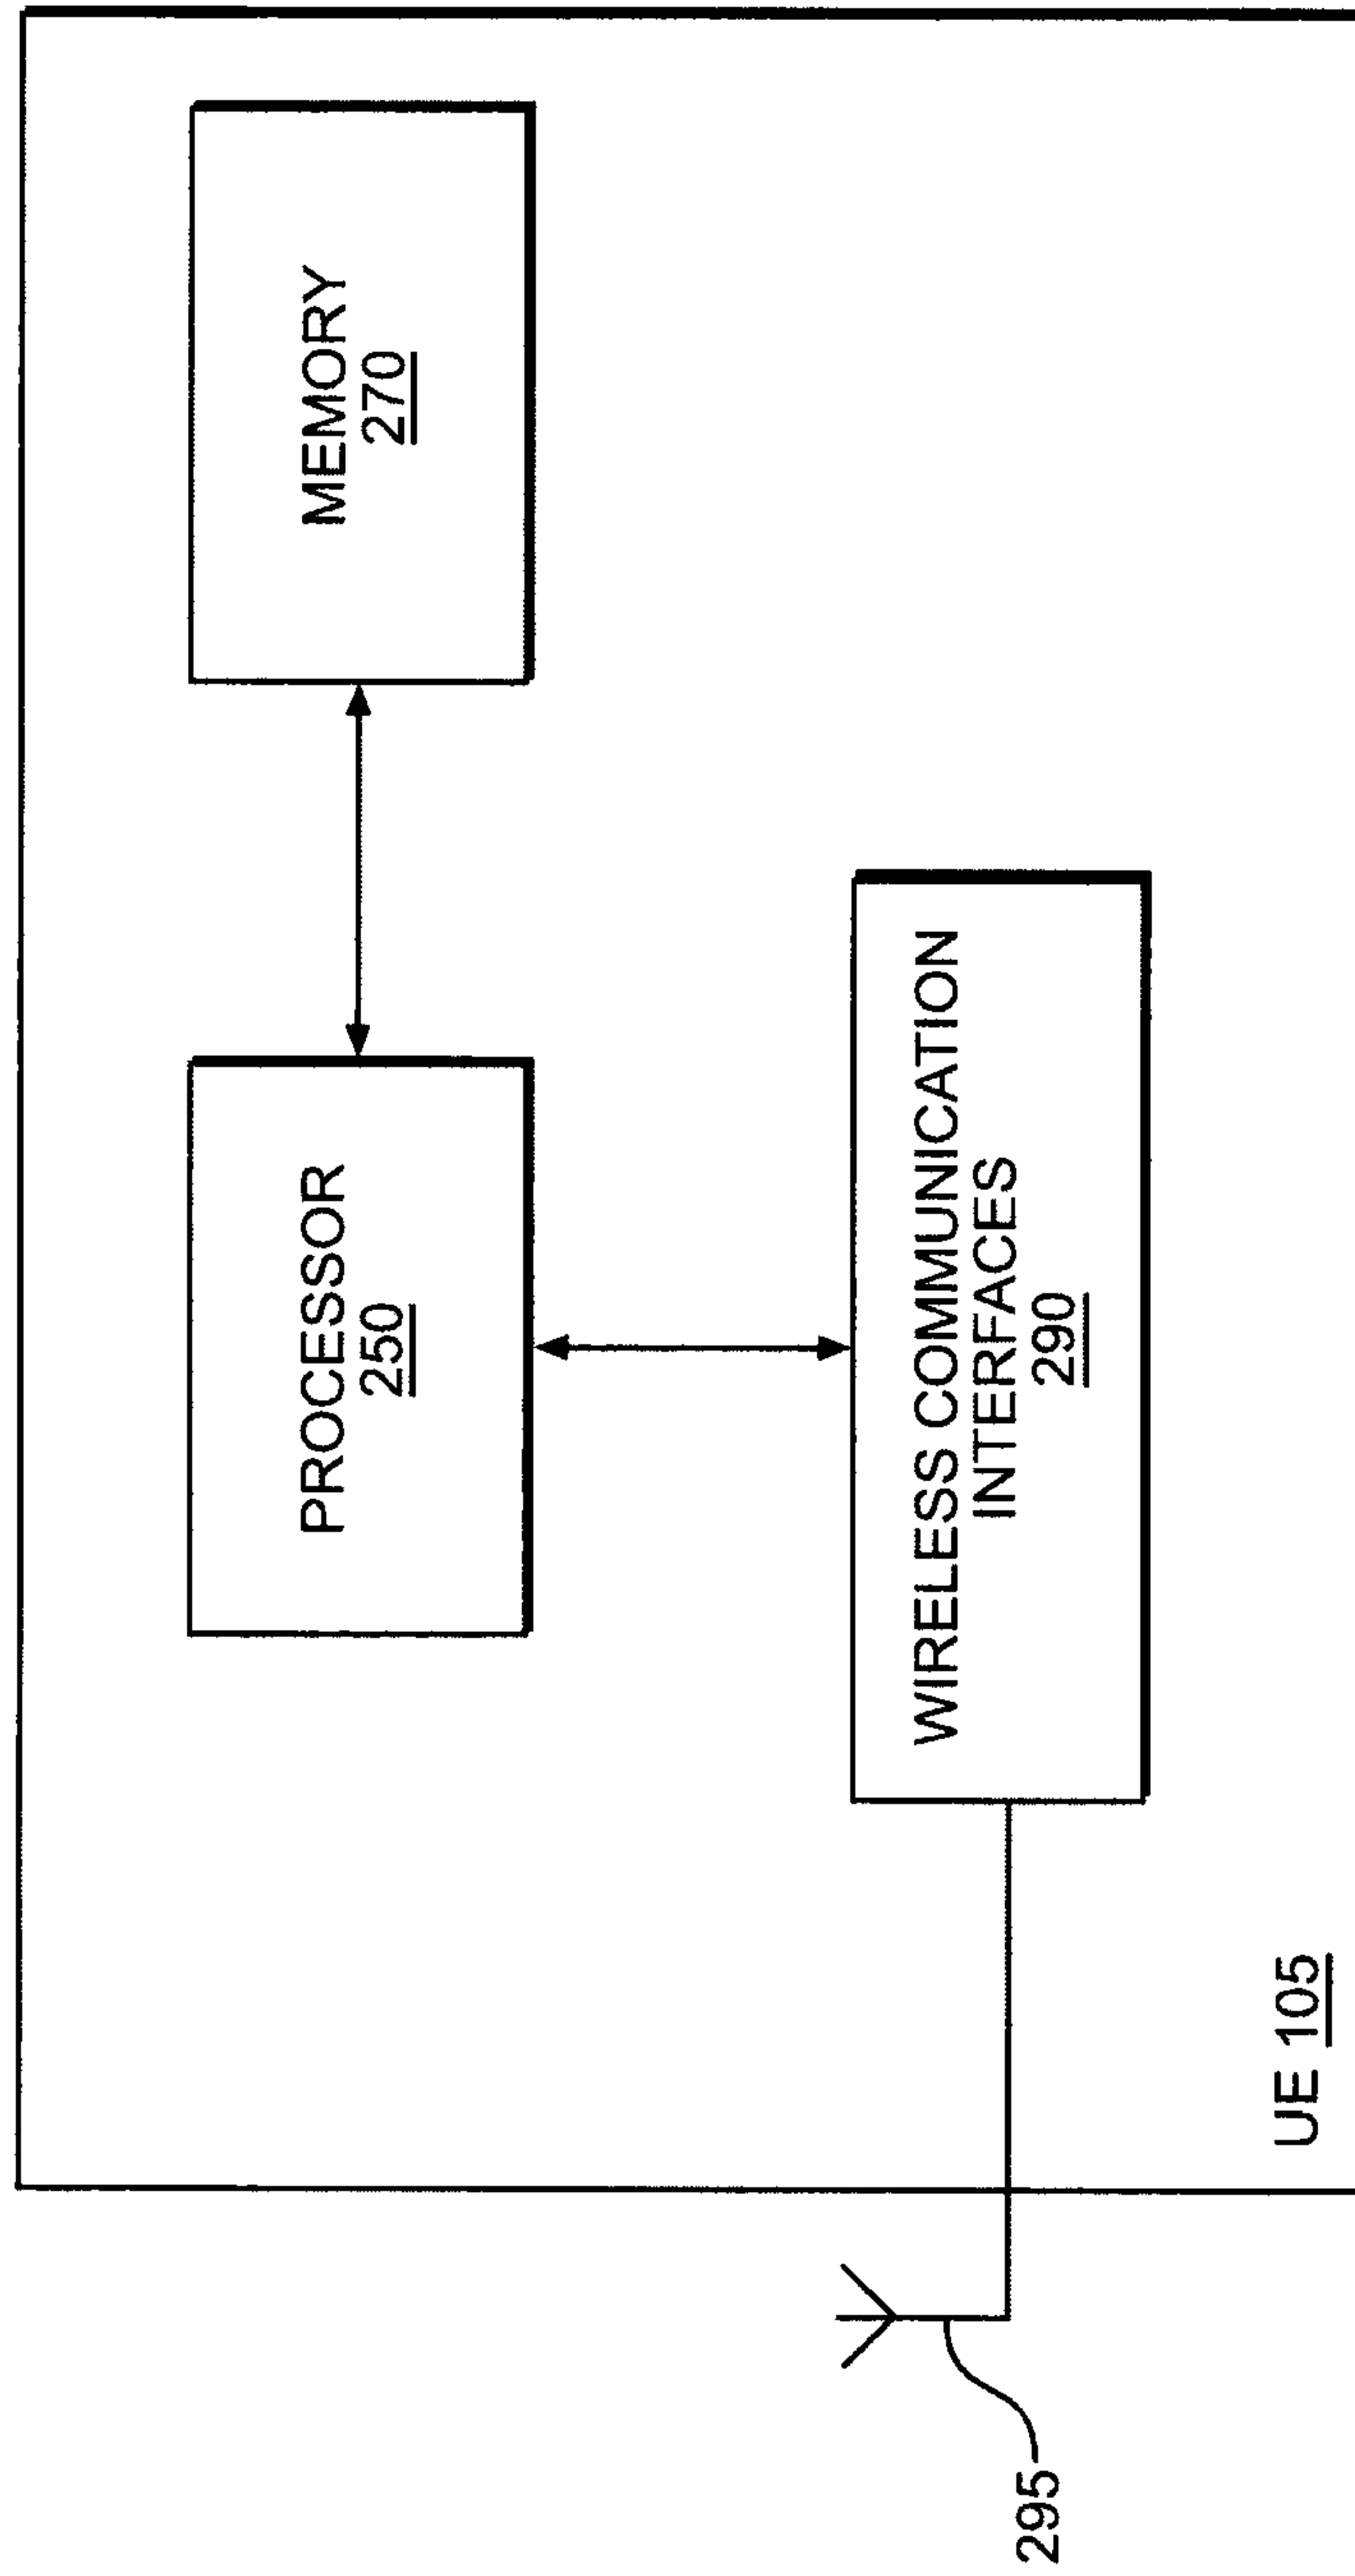 PROCESSOR
250
MEMORY
270
WIRELESS COMMUNICATION
INTERFACES
290
295
UE 105